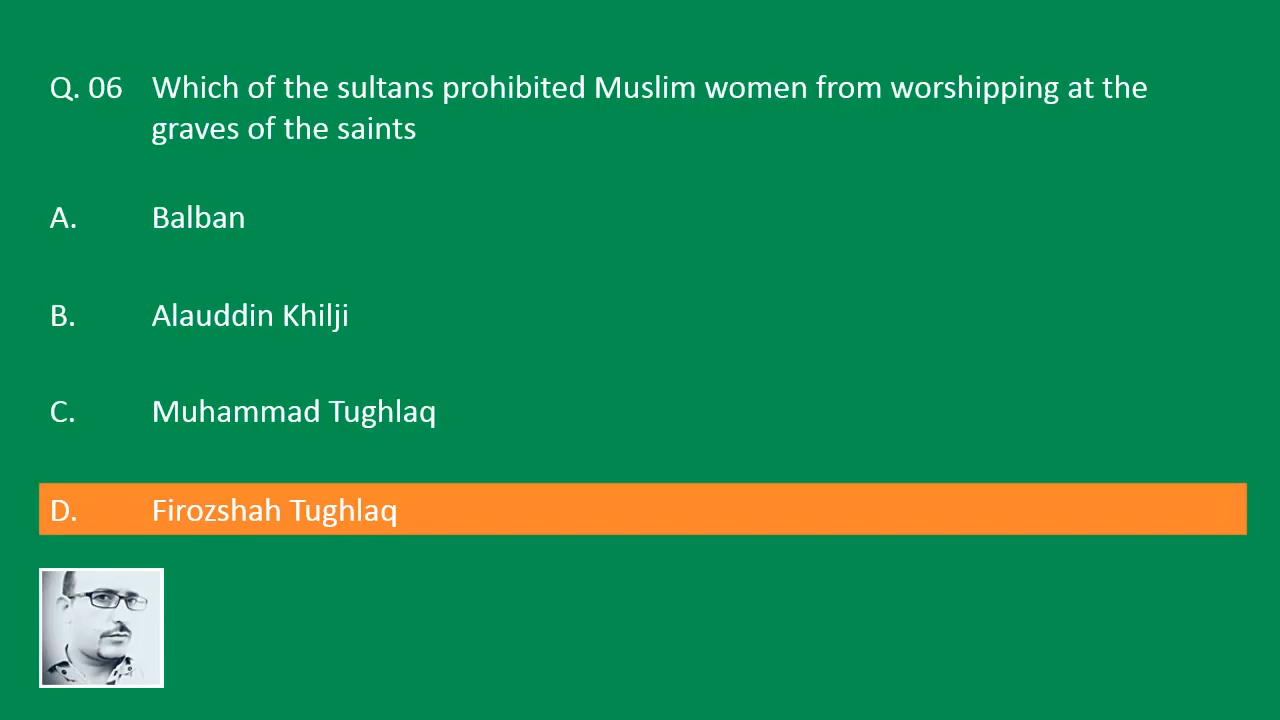 Q. 06 Which of the sultans prohibited Muslim women from worshipping at the
graves of the saints
A. Balban
B. Alauddin Khilji
C. Muhammad Tughlaq
D. Firozshah Tughlaq